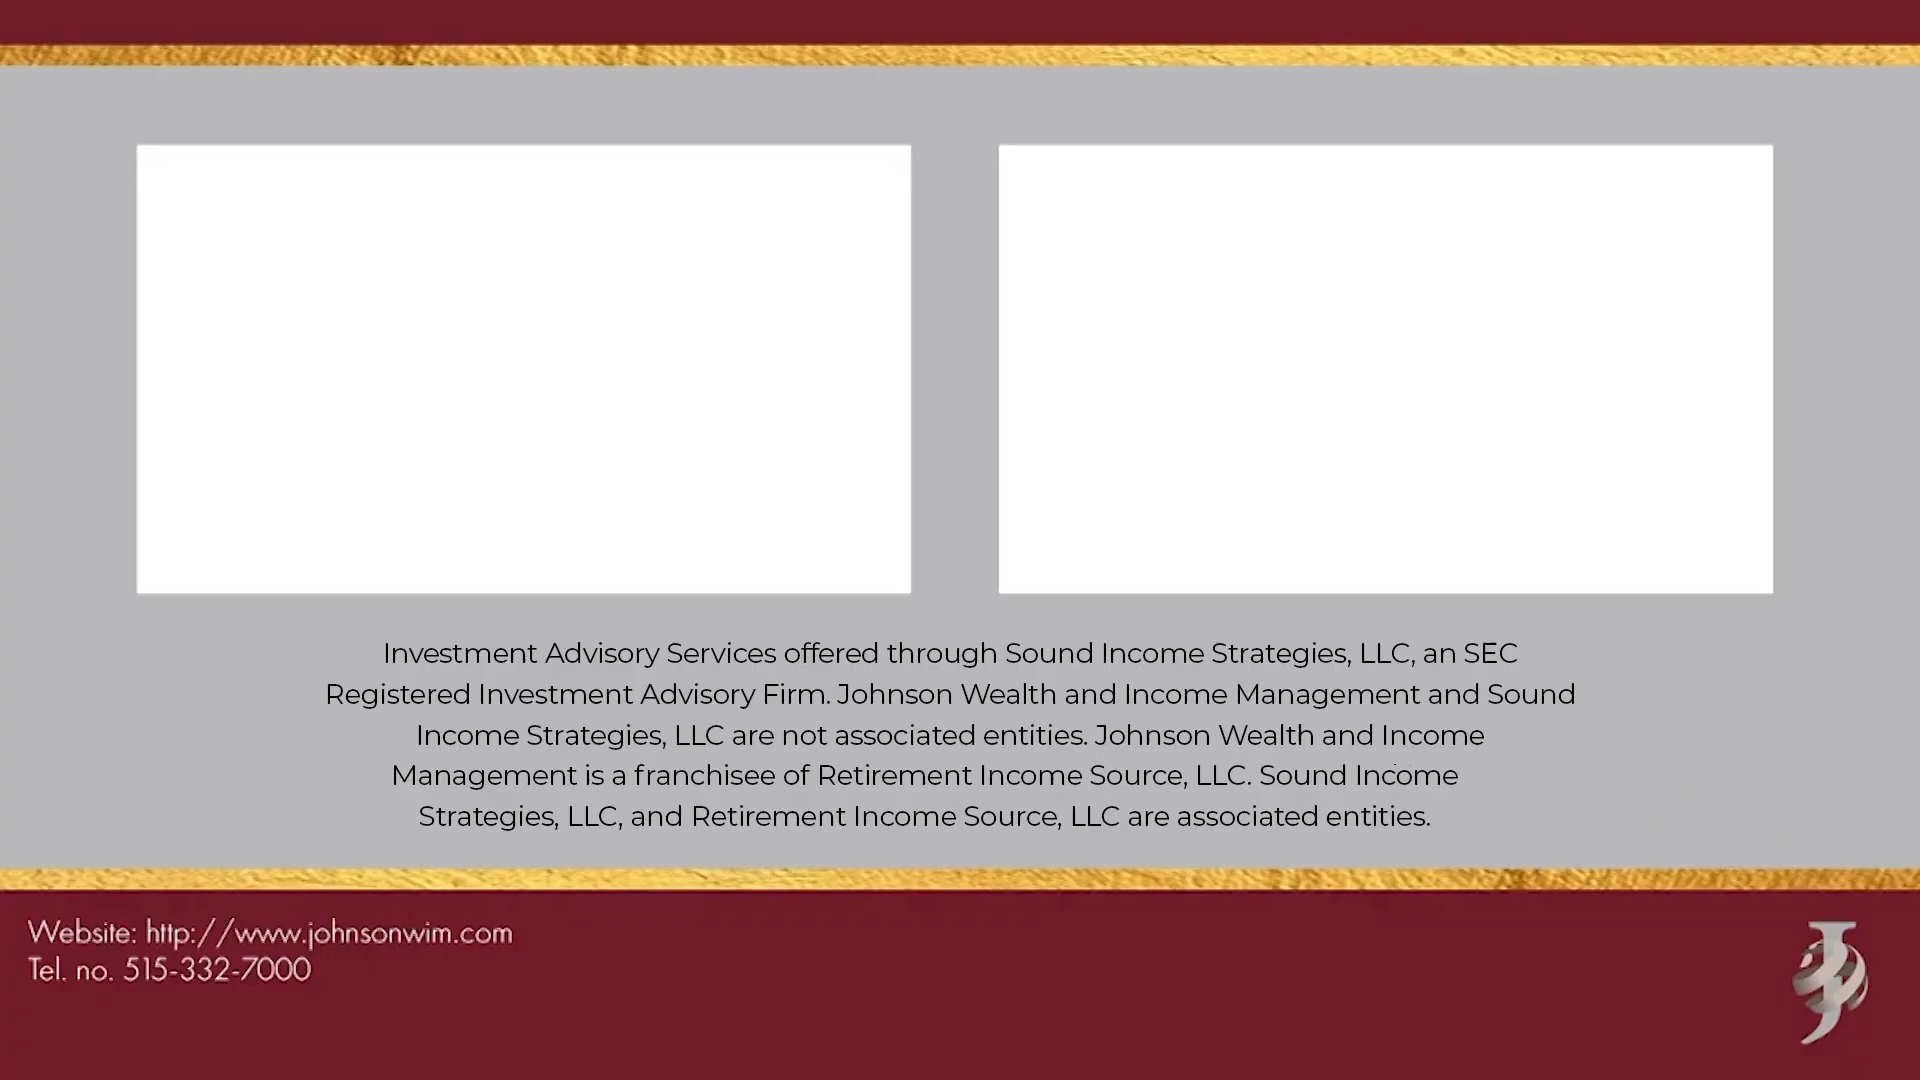 Investment Advisory Services offered through Sound Income Strategies, LLC, an SEC
Registered Investment Advisory Firm. Johnson Wealth and Income Management and Sound
Income Strategies, LLC are not associated entities. Johnson Wealth and Income
Management is a franchisee of Retirement Income Source, LLC. Sound Income
Strategies, LLC, and Retirement Income Source, LLC are associated entities.
Website: http://www.johnsonwim.com
Tel. no. 515-332-7000
J